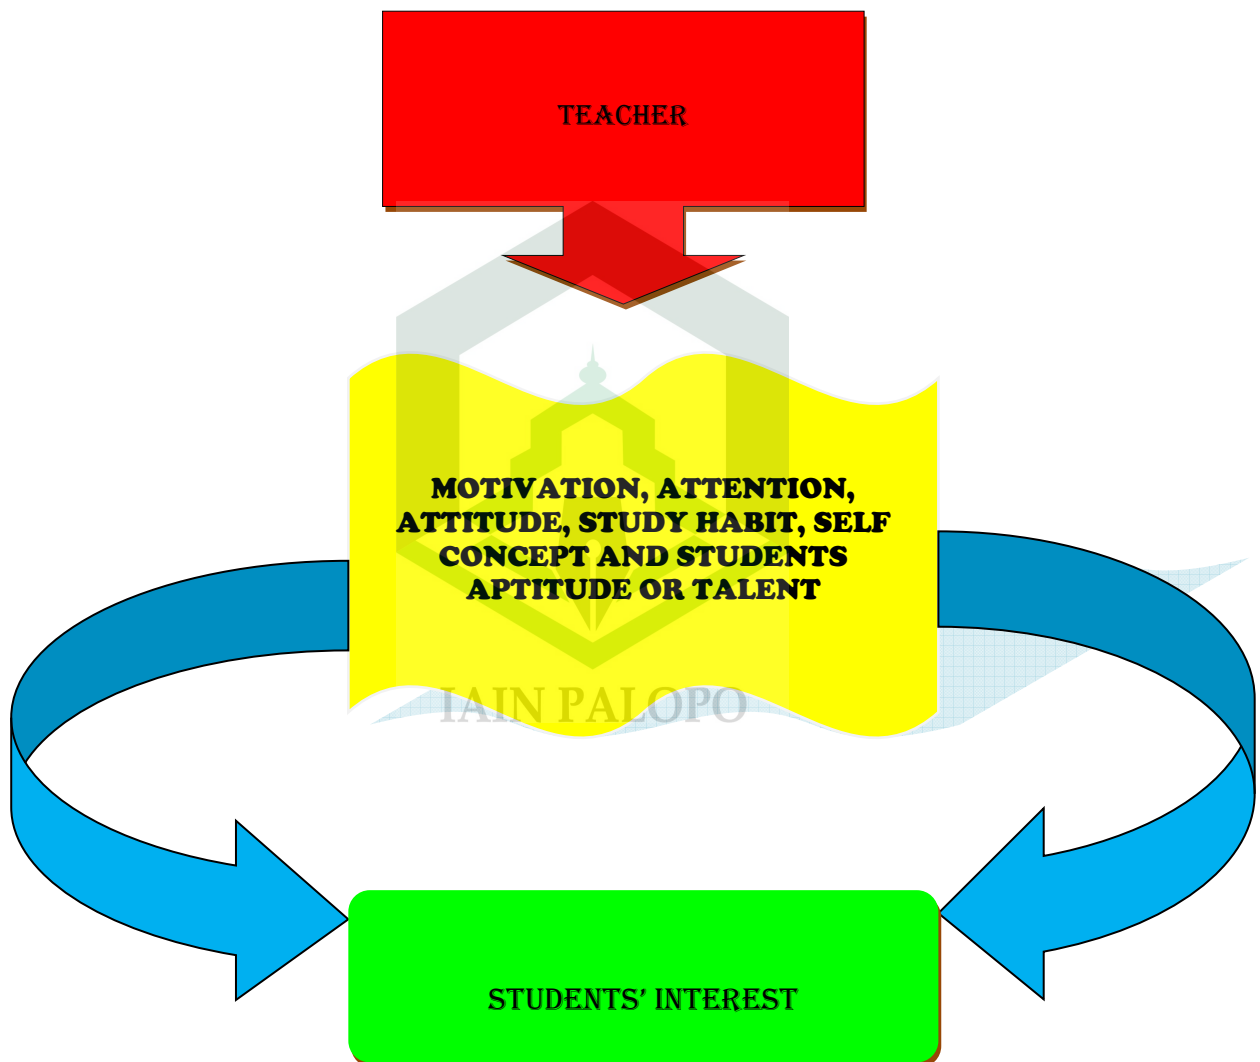 TEACHER
MOTIVATION, ATTENTION,
ATTITUDE, STUDY HABIT, SELF
CONCEPT AND STUDENTS
APTITUDE OR TALENT
IAIN PALOPO
STUDENTS’ INTEREST